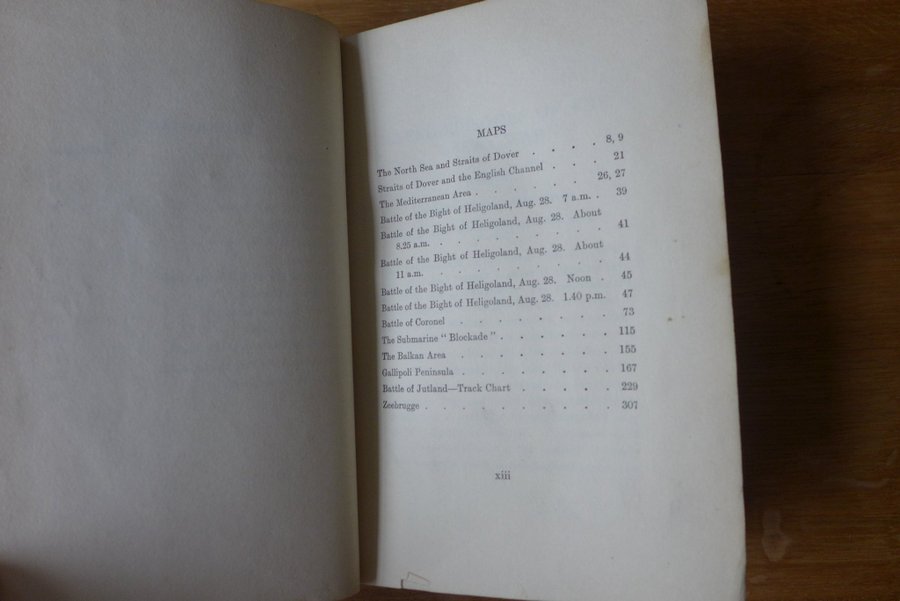 MAPS
The North Sea and Straits of Dover . . . . 8, 9
Straits of Dover and the English Channel . . . 21
The Mediterranean Area . . . . . . 26, 27
Battle of the Bight of Heligoland, Aug. 28. 7 a.m. . 39
Battle of the Bight of Heligoland, Aug. 28. About
8.25 a.m. . . . . . . . . 41
Battle of the Bight of Heligoland, Aug. 28. About
11 a.m. . . . . . . . . 44
Battle of the Bight of Heligoland, Aug. 28. Noon . 45
Battle of the Bight of Heligoland, Aug. 28. 1.40 p.m. 47
Battle of Coronel . . . . . . . 73
The Submarine "Blockade" . . . . . . 115
The Balkan Area . . . . . . . 155
Gallipoli Peninsula . . . . . . . 167
Battle of Jutland—Track Chart . . . . . 229
Zeebrugge . . . . . . . . 307
xiii